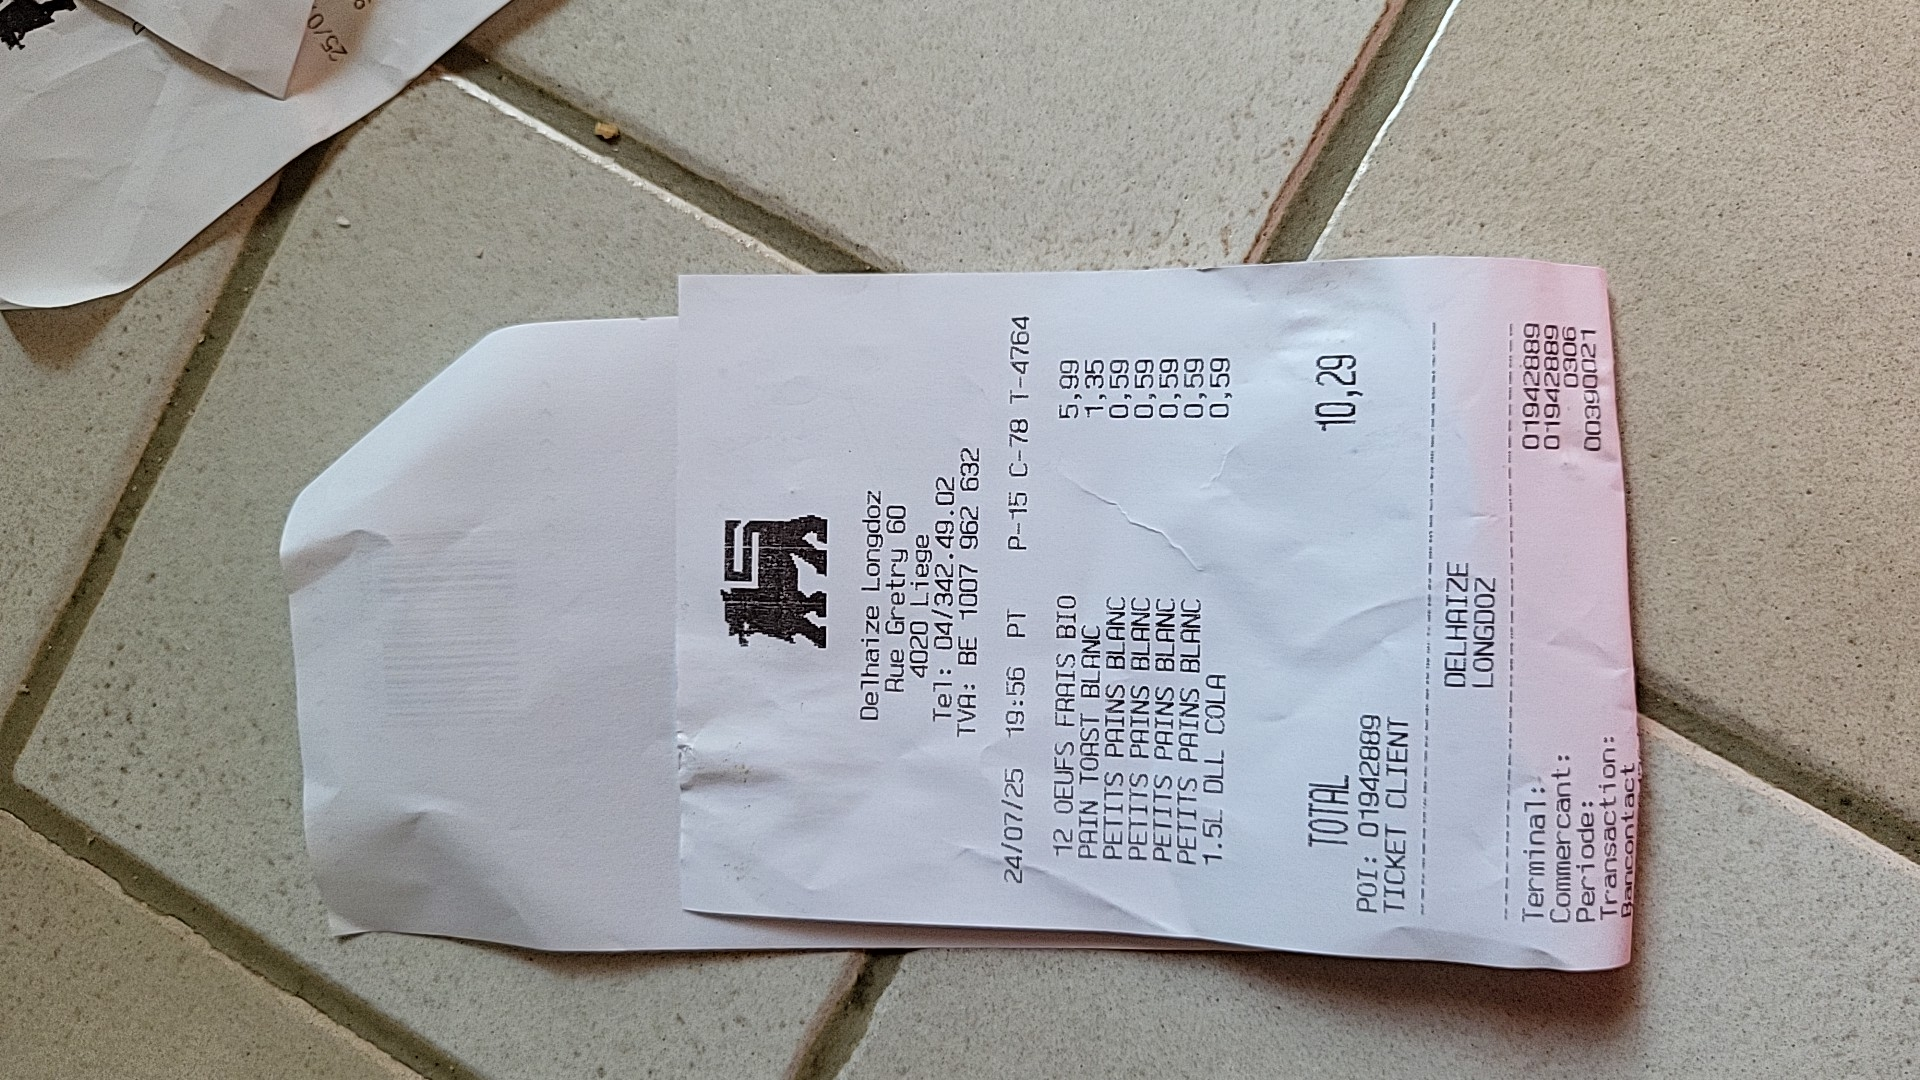 Delhaize Longdoz
Rue Gretry 60
4020 Liege
Tel: 04/342.49.02
TVA: BE 1007 962 632
24/07/25 19:56 PT P-15 C-78 T-4764
12 OEUFS FRAIS BIO 5,99
PAIN TOAST BLANC 1,35
PETITS PAINS BLANC 0,59
PETITS PAINS BLANC 0,59
PETITS PAINS BLANC 0,59
PETITS PAINS BLANC 0,59
1.5L DLL COLA 0,59
TOTAL 10,29
POI: 01942889
TICKET CLIENT
DELHAIZE
LONGDOZ
Terminal: 01942889
Commercant: 01942889
Periode: 0306
Transaction: 00390021
Bancontact